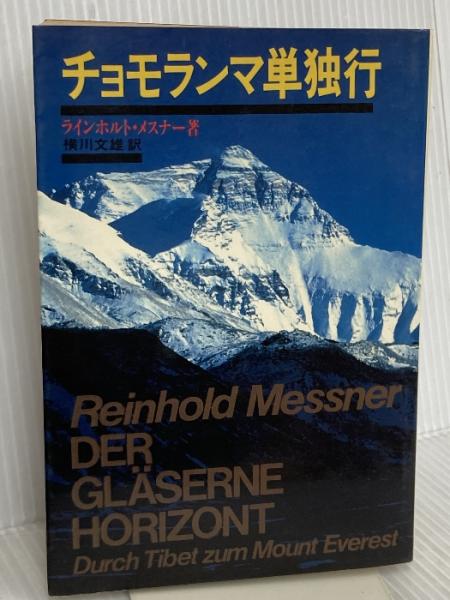 チョモランマ単独行
ラインホルト・メスナー著
横川文雄訳
Reinhold Messner
DER
GLÄSERNE
HORIZONT
Durch Tibet zum Mount Everest